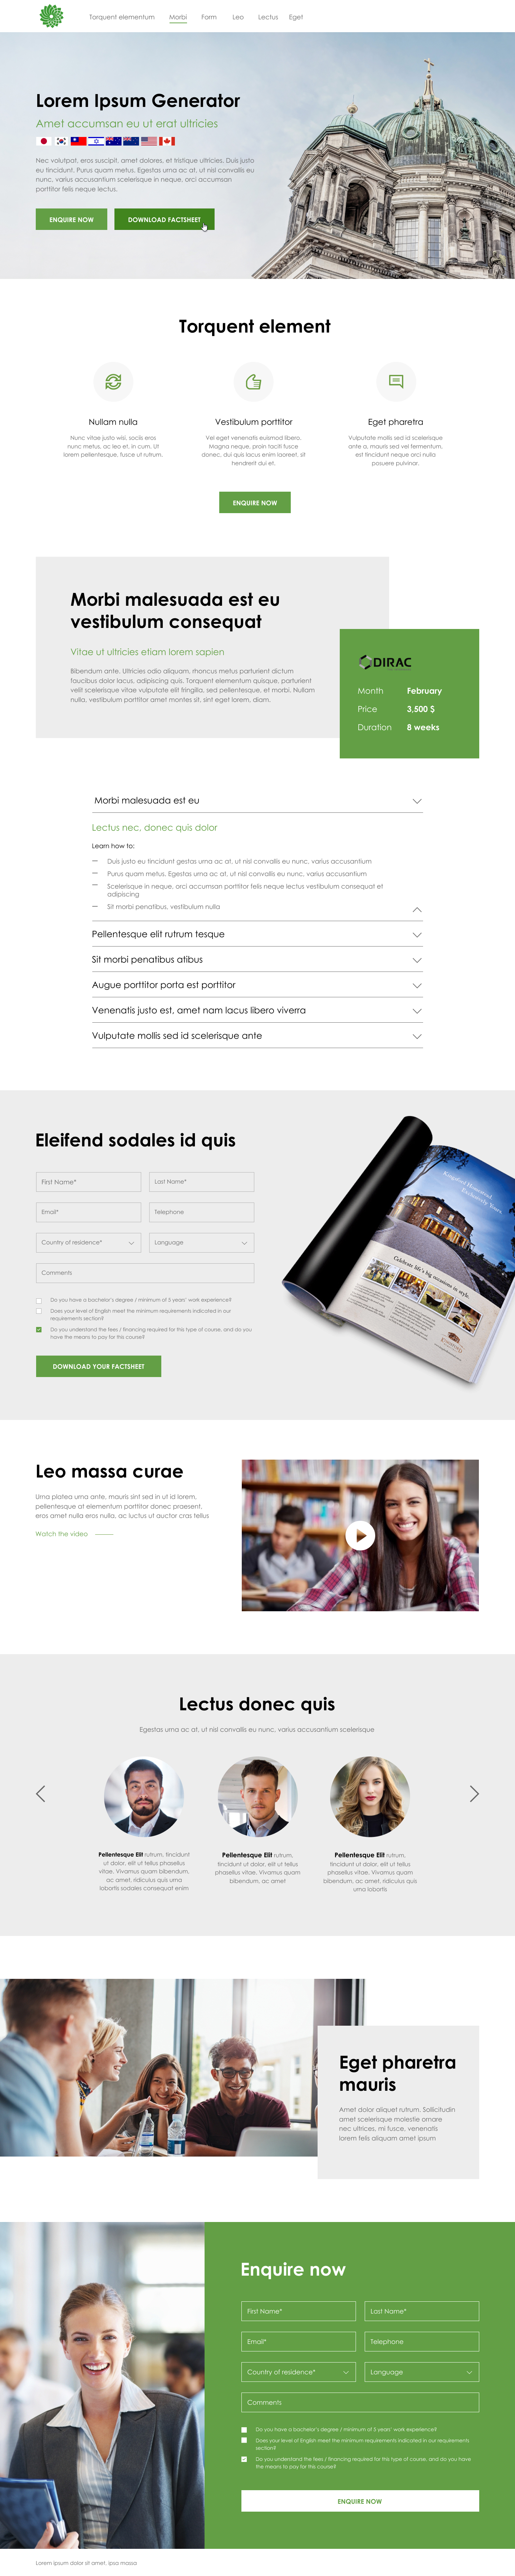 Torquent elementum Morbi Form Leo Lectus Eget
Lorem Ipsum Generator
Amet accumsan eu ut erat ultricies
Nec volutpat, eros suscipit, amet dolores, et tristique ultricies. Duis justo
eu tincidunt. Purus quam metus. Egestas urna ac at, ut nisl convallis eu
nunc, varius accusantium scelerisque in neque, orci accumsan
porttitor felis neque lectus.
ENQUIRE NOW DOWNLOAD FACTSHEET
Torquent element
Nullam nulla
Nunc vitae justo wisi, sociis eros
nunc metus, ac leo et, in cum. Ut
lorem pellentesque, fusce ut rutrum.
Vestibulum porttitor
Vel eget venenatis euismod libero.
Magna neque, proin taciti fusce
donec, dui quis lacus enim laoreet, sit
hendrerit dui et.
Eget pharetra
Vulputate mollis sed id scelerisque
ante a, mauris sed vel fermentum,
est tincidunt neque orci nulla
posuere pulvinar.
ENQUIRE NOW
Morbi malesuada est eu
vestibulum consequat
Vitae ut ultricies etiam lorem sapien
Bibendum ante. Ultricies odio aliquam, rhoncus metus parturient dictum
faucibus dolor lacus, adipiscing quis. Torquent elementum quisque, parturient
velit scelerisque vitae vulputate elit fringilla, sed pellentesque, et morbi. Nullam
nulla, vestibulum porttitor amet montes sit, sint eget lorem, diam.
DIRAC
Month February
Price 3,500 $
Duration 8 weeks
Morbi malesuada est eu
Lectus nec, donec quis dolor
Learn how to:
— Duis justo eu tincidunt gestas urna ac at, ut nisl convallis eu nunc, varius accusantium
— Purus quam metus. Egestas urna ac at, ut nisl convallis eu nunc, varius accusantium
— Scelerisque in neque, orci accumsan porttitor felis neque lectus vestibulum consequat et
adipiscing
— Sit morbi penatibus, vestibulum nulla
Pellentesque elit rutrum tesque
Sit morbi penatibus atibus
Augue porttitor porta est porttitor
Venenatis justo est, amet nam lacus libero viverra
Vulputate mollis sed id scelerisque ante
Eleifend sodales id quis
First Name* Last Name*
Email* Telephone
Country of residence* Language
Comments
Do you have a bachelor's degree / minimum of 5 years' work experience?
Does your level of English meet the minimum requirements indicated in our
requirements section?
Do you understand the fees / financing required for this type of course, and do you
have the means to pay for this course?
DOWNLOAD YOUR FACTSHEET
Celebrate life's big occasions in style.
Leo massa curae
Urna platea urna ante, mauris sint sed in ut id lorem,
pellentesque at elementum porttitor donec praesent,
eros amet nulla eros nulla, ac luctus ut auctor cras tellus
Watch the video
Lectus donec quis
Egestas urna ac at, ut nisl convallis eu nunc, varius accusantium scelerisque
Pellentesque Elit rutrum, tincidunt
ut dolor, elit ut tellus phasellus
vitae. Vivamus quam bibendum,
ac amet, ridiculus quis urna
lobortis sodales consequat enim
Pellentesque Elit rutrum,
tincidunt ut dolor, elit ut tellus
phasellus vitae. Vivamus quam
bibendum, ac amet
Pellentesque Elit rutrum,
tincidunt ut dolor, elit ut tellus
phasellus vitae. Vivamus quam
bibendum, ac amet, ridiculus quis
urna lobortis
Eget pharetra
mauris
Amet dolor aliquet rutrum. Sollicitudin
amet scelerisque molestie ornare
nec ultrices, mi fusce, venenatis
lorem felis aliquam amet ipsum
Enquire now
First Name* Last Name*
Email* Telephone
Country of residence* Language
Comments
Do you have a bachelor's degree / minimum of 5 years' work experience?
Does your level of English meet the minimum requirements indicated in our requirements
section?
Do you understand the fees / financing required for this type of course, and do you have
the means to pay for this course?
ENQUIRE NOW
Lorem ipsum dolor sit amet, ipus massa